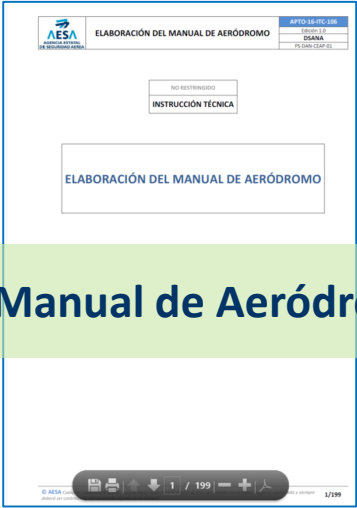 AESA
AGENCIA ESTATAL
DE SEGURIDAD AÉREA
ELABORACIÓN DEL MANUAL DE AERÓDROMO
APTO-16-ITC-106
Edición 1.0
DSANA
PS-DAN-CEAP-01
NO RESTRINGIDO
INSTRUCCIÓN TÉCNICA
ELABORACIÓN DEL MANUAL DE AERÓDROMO
Manual de Aeródr
1 / 199
© AESA
1/199